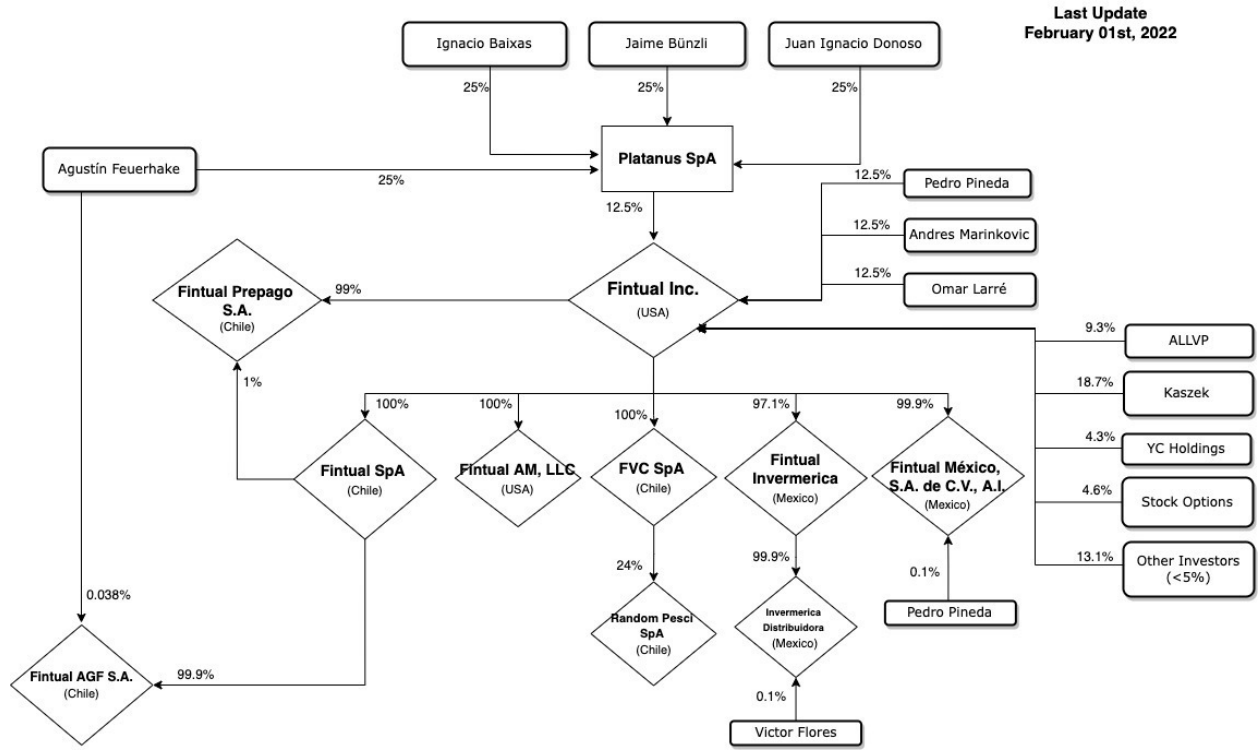 Last Update
February 01st, 2022
Ignacio Baixas
Jaime Bünzli
Juan Ignacio Donoso
25%
25%
25%
Platanus SpA
Agustín Feuerhake
25%
12.5%
Pedro Pineda
12.5%
12.5%
Andres Marinkovic
12.5%
Omar Larré
Fintual Prepago
S.A.
(Chile)
99%
Fintual Inc.
(USA)
9.3%
ALLVP
18.7%
Kaszek
4.3%
YC Holdings
4.6%
Stock Options
13.1%
Other Investors
(<5%)
1%
100%
100%
100%
97.1%
99.9%
Fintual SpA
(Chile)
Fintual AM, LLC
(USA)
FVC SpA
(Chile)
Fintual
Invermerica
(Mexico)
Fintual México,
S.A. de C.V., A.I.
(Mexico)
24%
99.9%
0.1%
0.038%
Random Pesci
SpA
(Chile)
Invermerica
Distribuidora
(Mexico)
Pedro Pineda
Fintual AGF S.A.
(Chile)
99.9%
0.1%
Victor Flores